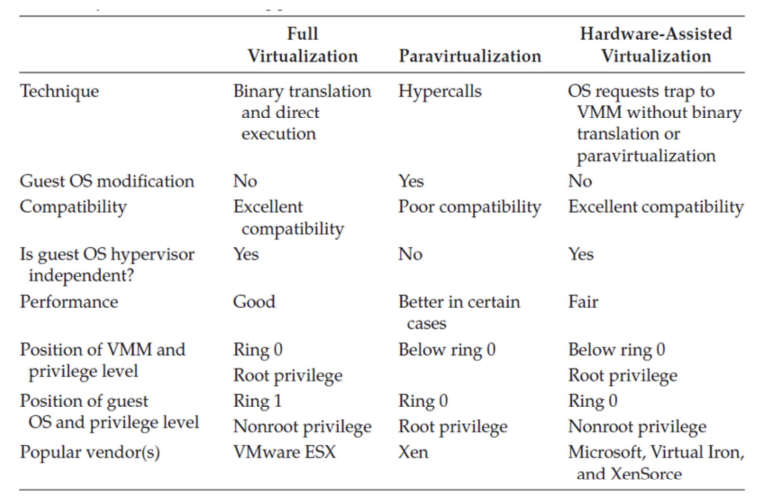 Full Virtualization Paravirtualization Hardware-Assisted Virtualization
Technique Binary translation and direct execution Hypercalls OS requests trap to VMM without binary translation or paravirtualization
Guest OS modification No Yes No
Compatibility Excellent compatibility Poor compatibility Excellent compatibility
Is guest OS hypervisor independent? Yes No Yes
Performance Good Better in certain cases Fair
Position of VMM and privilege level Ring 0 Root privilege Below ring 0 Below ring 0 Root privilege
Position of guest OS and privilege level Ring 1 Nonroot privilege Ring 0 Root privilege Ring 0 Nonroot privilege
Popular vendor(s) VMware ESX Xen Microsoft, Virtual Iron, and XenSorce